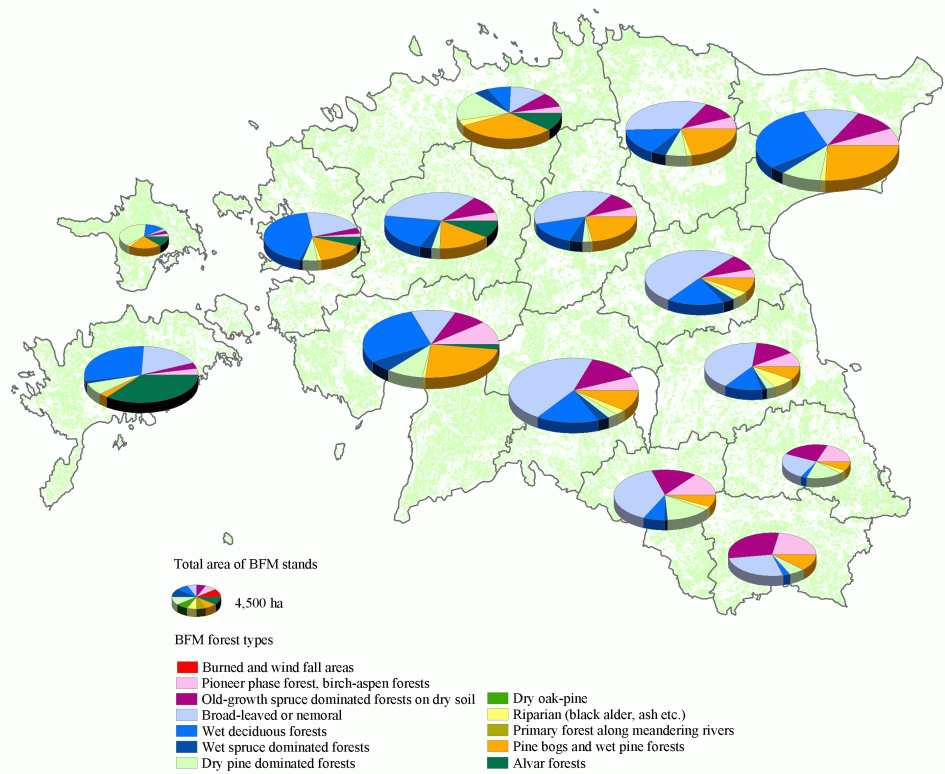 Total area of BFM stands
4,500 ha
BFM forest types
Burned and wind fall areas
Pioneer phase forest, birch-aspen forests
Old-growth spruce dominated forests on dry soil
Broad-leaved or nemoral
Wet deciduous forests
Wet spruce dominated forests
Dry pine dominated forests
Dry oak-pine
Riparian (black alder, ash etc.)
Primary forest along meandering rivers
Pine bogs and wet pine forests
Alvar forests